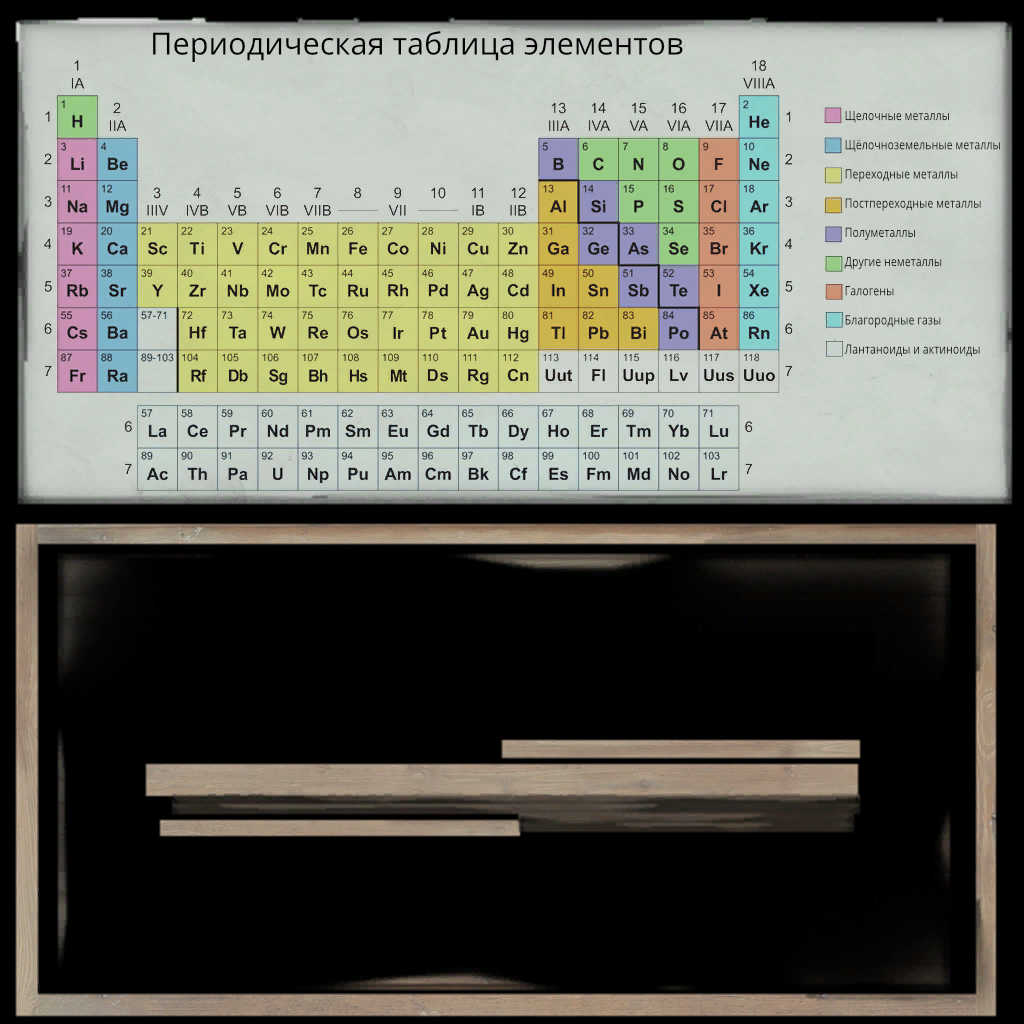 Периодическая таблица элементов
1 18
IA VIIIA
1 1 2 13 14 15 16 17 2 1 Щелочные металлы
H IIA IIIA IVA VA VIA VIIA He
2 3 4 5 6 7 8 9 10 2 Щёлочноземельные металлы
Li Be B C N O F Ne
Переходные металлы
3 11 12 3 4 5 6 7 8 9 10 11 12 13 14 15 16 17 18 3
Na Mg IIIV IVB VB VIB VIIB VII IB IIB Al Si P S Cl Ar
Постпереходные металлы
4 19 20 21 22 23 24 25 26 27 28 29 30 31 32 33 34 35 36 4
K Ca Sc Ti V Cr Mn Fe Co Ni Cu Zn Ga Ge As Se Br Kr
Полуметаллы
Другие неметаллы
5 37 38 39 40 41 42 43 44 45 46 47 48 49 50 51 52 53 54 5
Rb Sr Y Zr Nb Mo Tc Ru Rh Pd Ag Cd In Sn Sb Te I Xe
Галогены
6 55 56 57-71 72 73 74 75 76 77 78 79 80 81 82 83 84 85 86 6
Cs Ba Hf Ta W Re Os Ir Pt Au Hg Tl Pb Bi Po At Rn
Благородные газы
Лантаноиды и актиноиды
7 87 88 89-103 104 105 106 107 108 109 110 111 112 113 114 115 116 117 118 7
Fr Ra Rf Db Sg Bh Hs Mt Ds Rg Cn Uut Fl Uup Lv Uus Uuo
6 57 58 59 60 61 62 63 64 65 66 67 68 69 70 71 6
La Ce Pr Nd Pm Sm Eu Gd Tb Dy Ho Er Tm Yb Lu
7 89 90 91 92 93 94 95 96 97 98 99 100 101 102 103 7
Ac Th Pa U Np Pu Am Cm Bk Cf Es Fm Md No Lr